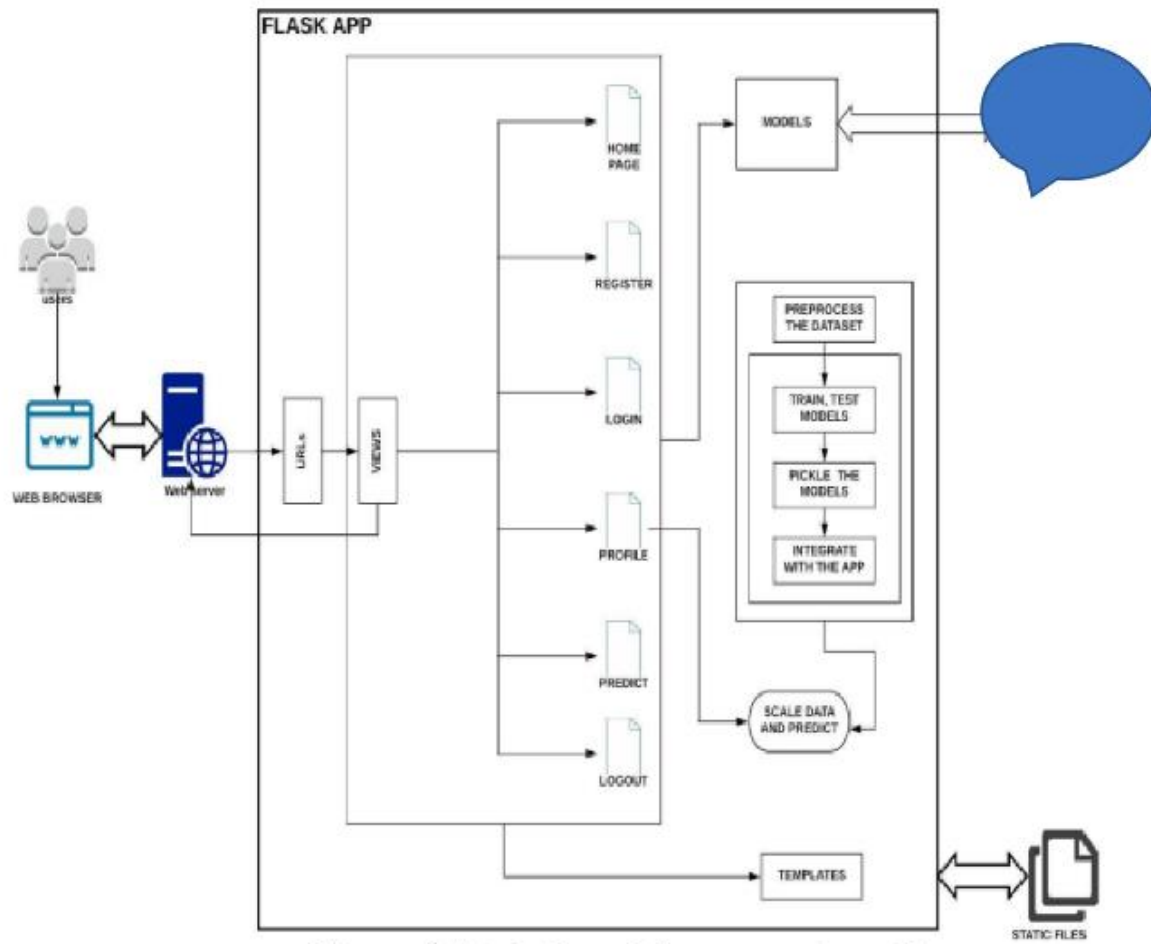 FLASK APP
HOME
PAGE
MODELS
REGISTER
users
PREPROCESS
THE DATASET
LOGIN
TRAIN, TEST
MODELS
URLs
VIEWS
WEB BROWSER
www
Web server
PICKLE THE
MODELS
PROFILE
INTEGRATE
WITH THE APP
PREDICT
SCALE DATA
AND PREDICT
LOGOUT
TEMPLATES
STATIC FILES